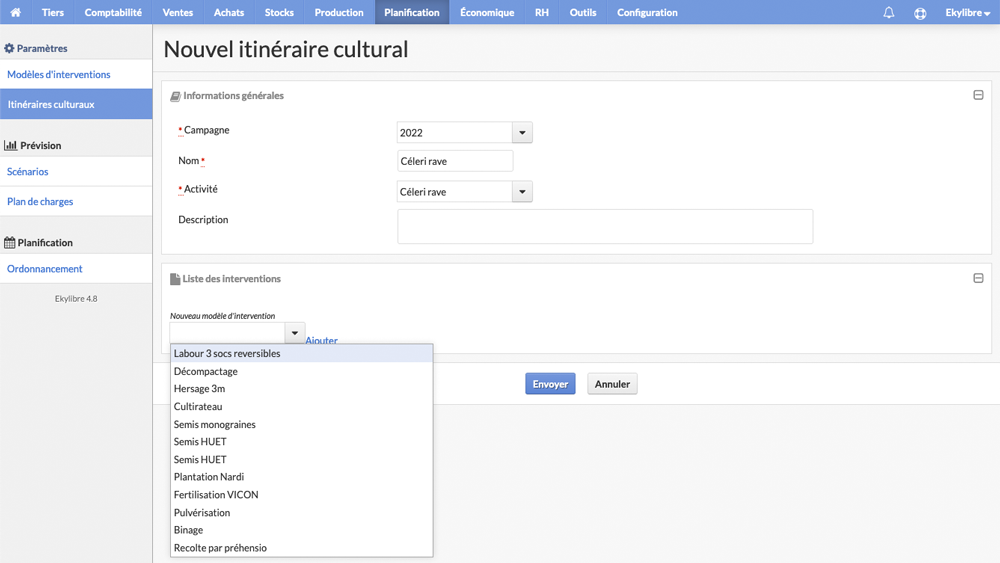 Tiers Comptabilité Ventes Achats Stocks Production Planification Économique RH Outils Configuration Ekylibre
Paramètres
Modèles d'interventions
Itinéraires culturaux
Prévision
Scénarios
Plan de charges
Planification
Ordonnancement
Ekylibre 4.8
Nouvel itinéraire cultural
Informations générales
* Campagne
2022
Nom *
Céleri rave
* Activité
Céleri rave
Description
Liste des interventions
Nouveau modèle d'intervention
Ajouter
Labour 3 socs reversibles
Décompactage
Hersage 3m
Cultirateau
Semis monograines
Semis HUET
Semis HUET
Plantation Nardi
Fertilisation VICON
Pulvérisation
Binage
Recolte par préhensio
Envoyer Annuler